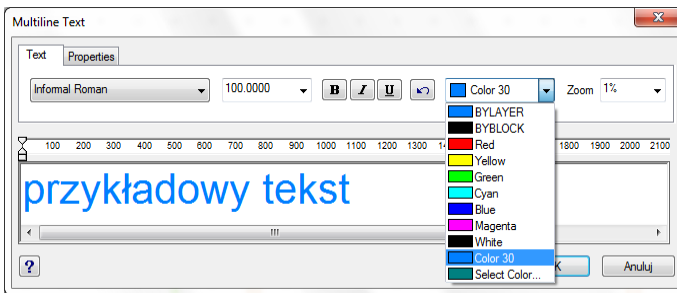 Multiline Text
Text Properties
Informal Roman 100.0000 B I U Color 30 Zoom 1%
BYLAYER
BYBLOCK
Red
Yellow
Green
Cyan
Blue
Magenta
White
Color 30
Select Color...
100 200 300 400 500 600 700 800 900 1000 1100 1200 1300 1800 1900 2000 2100
przykładowy tekst
? K Anuluj